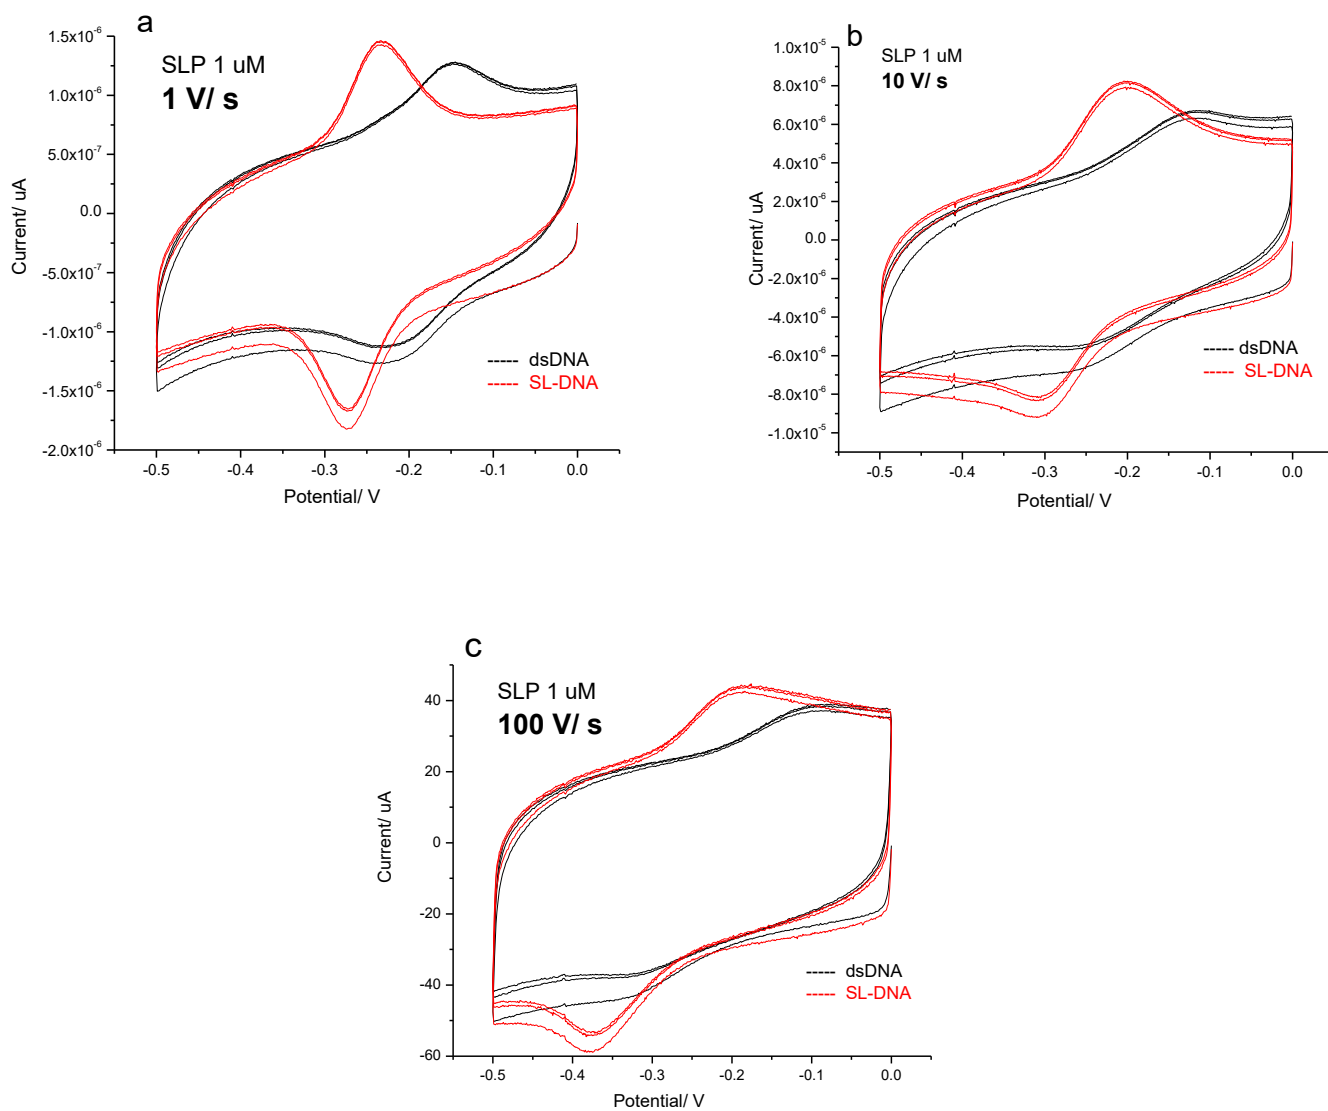 a
SLP 1 uM
1 V/ s
1.5x10⁻⁶
1.0x10⁻⁶
5.0x10⁻⁷
0.0
-5.0x10⁻⁷
-1.0x10⁻⁶
-1.5x10⁻⁶
-2.0x10⁻⁶
Current/ uA
dsDNA
SL-DNA
-0.5 -0.4 -0.3 -0.2 -0.1 0.0
Potential/ V
b
SLP 1 uM
10 V/ s
1.0x10⁻⁵
8.0x10⁻⁶
6.0x10⁻⁶
4.0x10⁻⁶
2.0x10⁻⁶
0.0
-2.0x10⁻⁶
-4.0x10⁻⁶
-6.0x10⁻⁶
-8.0x10⁻⁶
-1.0x10⁻⁵
Current/ uA
dsDNA
SL-DNA
-0.5 -0.4 -0.3 -0.2 -0.1 0.0
Potential/ V
c
SLP 1 uM
100 V/ s
40
20
0
-20
-40
-60
Current/ uA
dsDNA
SL-DNA
-0.5 -0.4 -0.3 -0.2 -0.1 0.0
Potential/ V